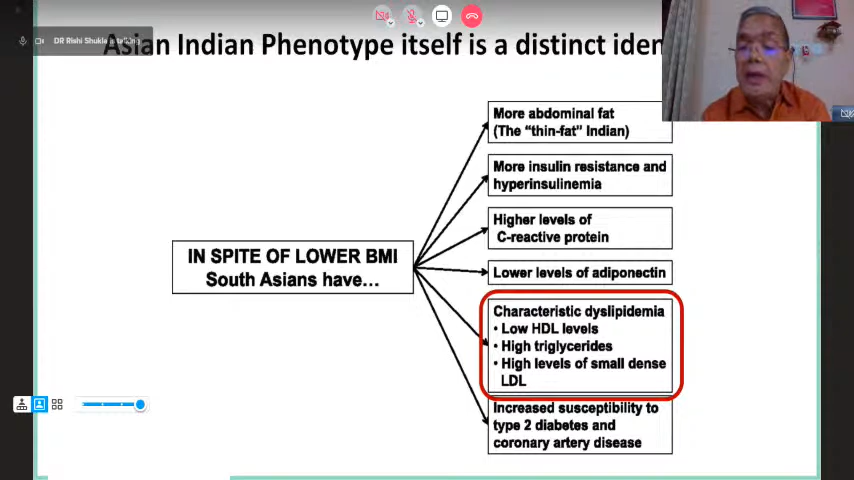 DR Rishi Shukla is talking
Asian Indian Phenotype itself is a distinct iden
More abdominal fat
(The “thin-fat” Indian)
More insulin resistance and
hyperinsulinemia
Higher levels of
C-reactive protein
IN SPITE OF LOWER BMI
South Asians have...
Lower levels of adiponectin
Characteristic dyslipidemia
• Low HDL levels
• High triglycerides
• High levels of small dense
LDL
Increased susceptibility to
type 2 diabetes and
coronary artery disease